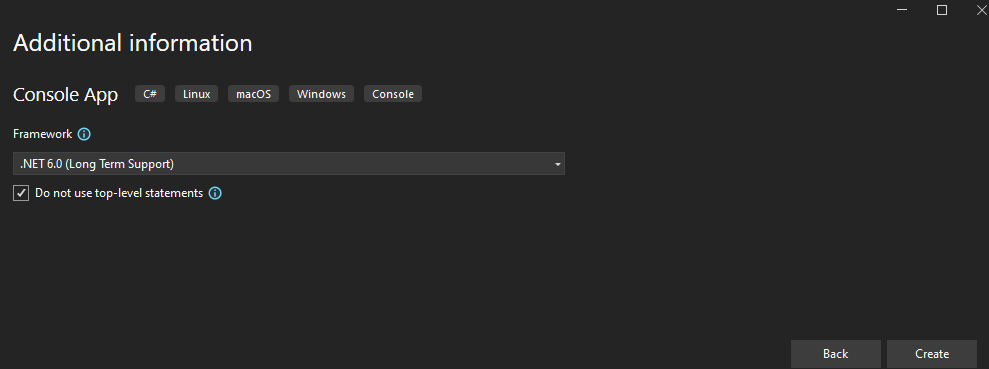 Additional information
Console App C# Linux macOS Windows Console
Framework
.NET 6.0 (Long Term Support)
Do not use top-level statements
Back Create